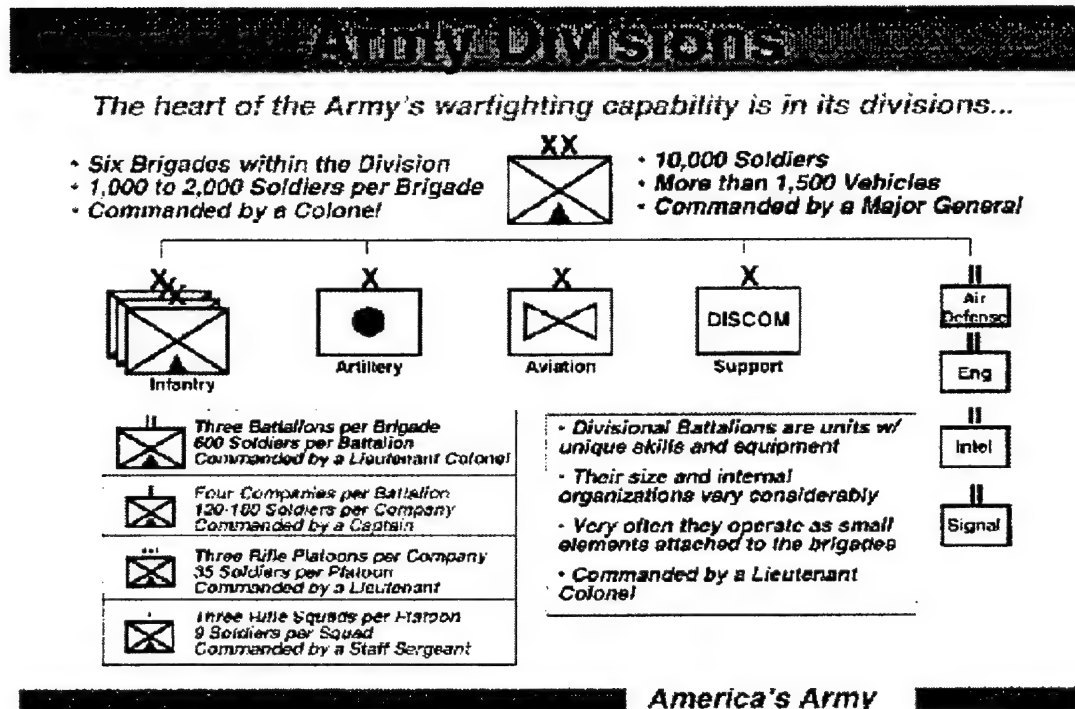 Army Divisions
The heart of the Army's warfighting capability is in its divisions...
• Six Brigades within the Division
• 1,000 to 2,000 Soldiers per Brigade
• Commanded by a Colonel
XX
• 10,000 Soldiers
• More than 1,500 Vehicles
• Commanded by a Major General
X
X
X
Infantry
X
Artillery
X
Aviation
X
DISCOM
Support
II
Air
Defense
II
Eng
II
Intel
II
Signal
II
Three Battalions per Brigade
600 Soldiers per Battalion
Commanded by a Lieutenant Colonel
I
Four Companies per Battalion
Soldiers per Company
Commanded by a Captain
Three Rifle Platoons per Company
35 Soldiers per Platoon
Commanded by a Lieutenant
Three Rifle Squads per Platoon
9 Soldiers per Squad
Commanded by a Staff Sergeant
• Divisional Battalions are units w/
unique skills and equipment
• Their size and internal
organizations vary considerably
• Very often they operate as small
elements attached to the brigades
• Commanded by a Lieutenant
Colonel
America's Army